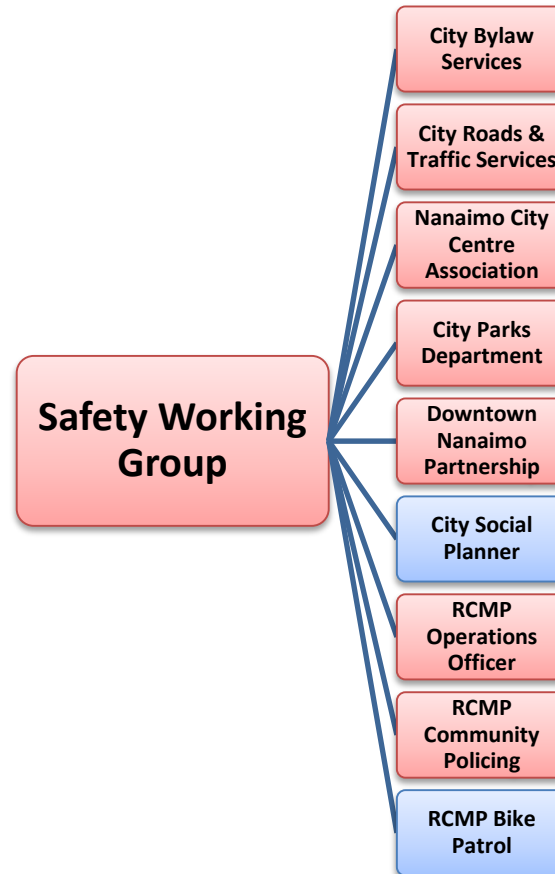 City Bylaw
Services
City Roads &
Traffic Services
Nanaimo City
Centre
Association
City Parks
Department
Safety Working
Group
Downtown
Nanaimo
Partnership
City Social
Planner
RCMP
Operations
Officer
RCMP
Community
Policing
RCMP Bike
Patrol